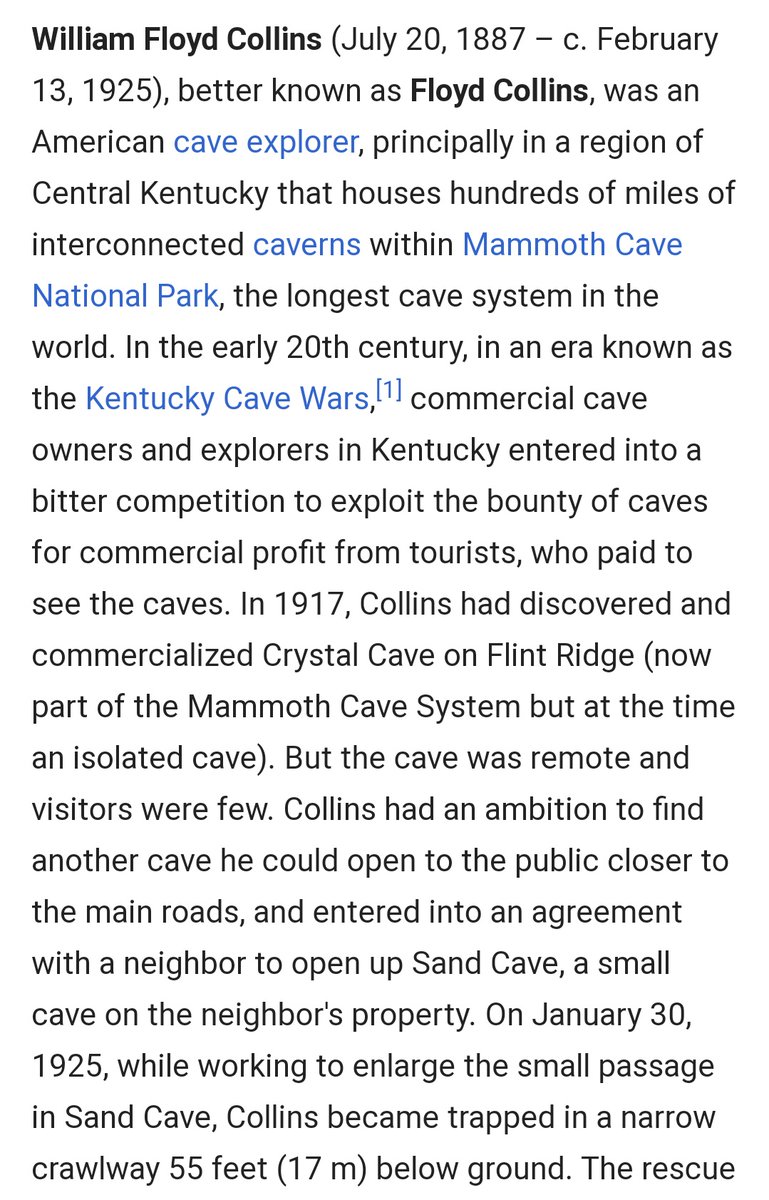 William Floyd Collins (July 20, 1887 – c. February
13, 1925), better known as Floyd Collins, was an
American cave explorer, principally in a region of
Central Kentucky that houses hundreds of miles of
interconnected caverns within Mammoth Cave
National Park, the longest cave system in the
world. In the early 20th century, in an era known as
the Kentucky Cave Wars,[1] commercial cave
owners and explorers in Kentucky entered into a
bitter competition to exploit the bounty of caves
for commercial profit from tourists, who paid to
see the caves. In 1917, Collins had discovered and
commercialized Crystal Cave on Flint Ridge (now
part of the Mammoth Cave System but at the time
an isolated cave). But the cave was remote and
visitors were few. Collins had an ambition to find
another cave he could open to the public closer to
the main roads, and entered into an agreement
with a neighbor to open up Sand Cave, a small
cave on the neighbor's property. On January 30,
1925, while working to enlarge the small passage
in Sand Cave, Collins became trapped in a narrow
crawlway 55 feet (17 m) below ground. The rescue